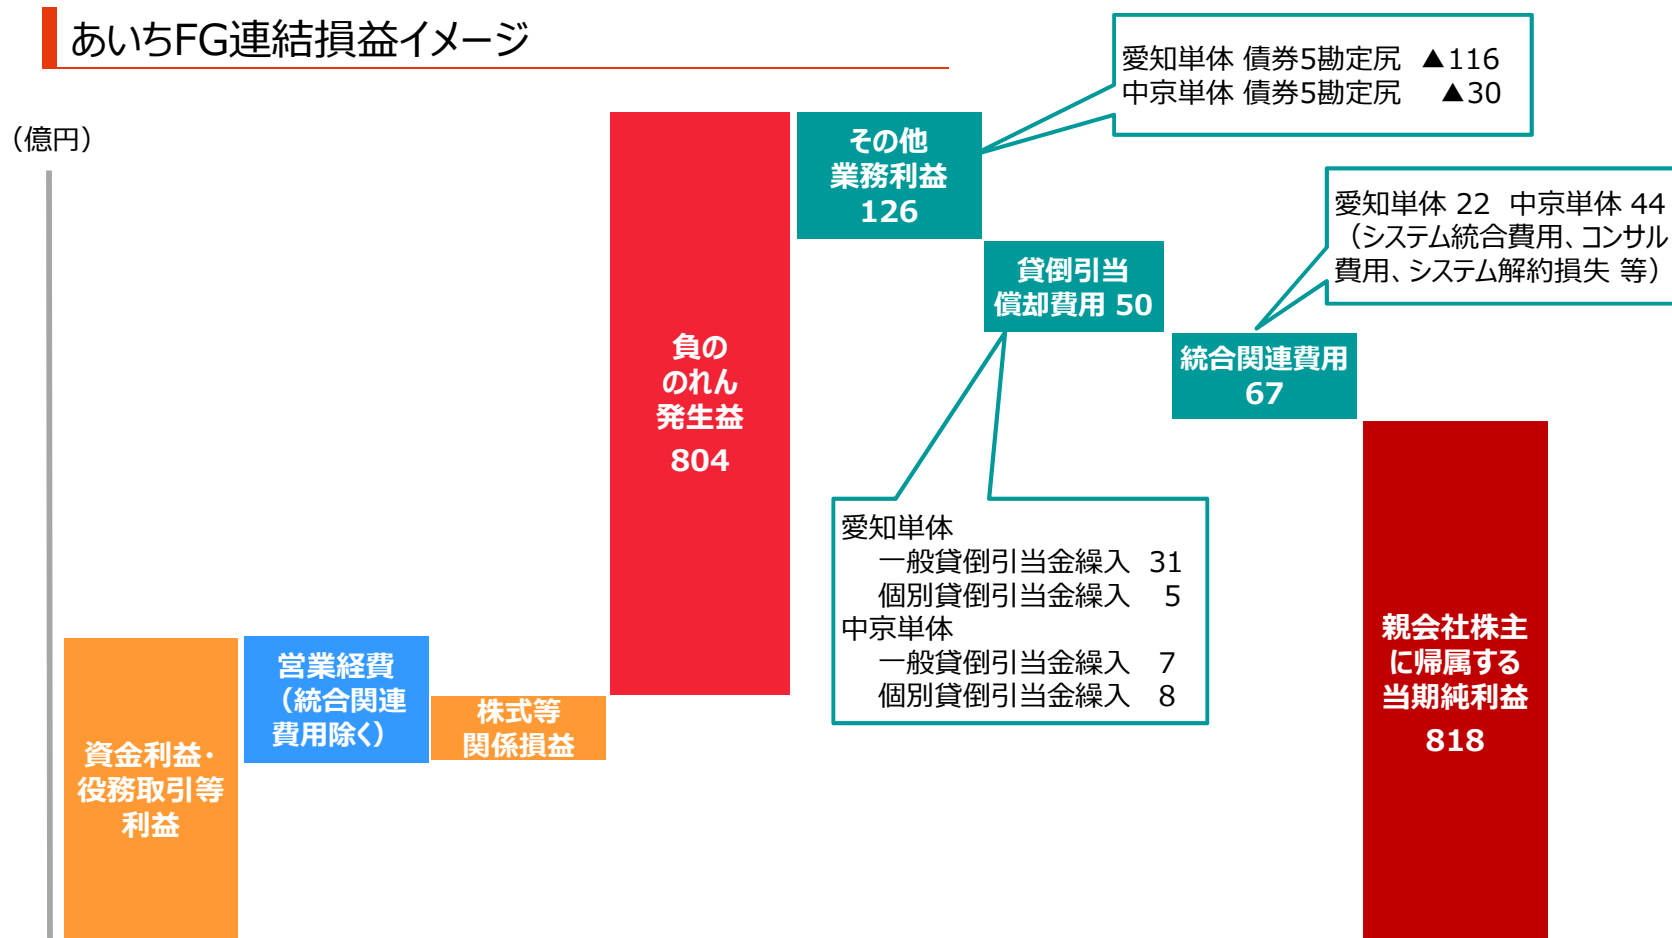 あいちFG連結損益イメージ
（億円）
愛知単体 債券5勘定尻 ▲116
中京単体 債券5勘定尻 ▲30
その他
業務利益
126
愛知単体 22 中京単体 44
（システム統合費用、コンサル
費用、システム解約損失 等）
貸倒引当
償却費用 50
統合関連費用
67
負の
のれん
発生益
804
愛知単体
一般貸倒引当金繰入 31
個別貸倒引当金繰入 5
中京単体
一般貸倒引当金繰入 7
個別貸倒引当金繰入 8
資金利益・
役務取引等
利益
営業経費
（統合関連
費用除く）
株式等
関係損益
親会社株主
に帰属する
当期純利益
818